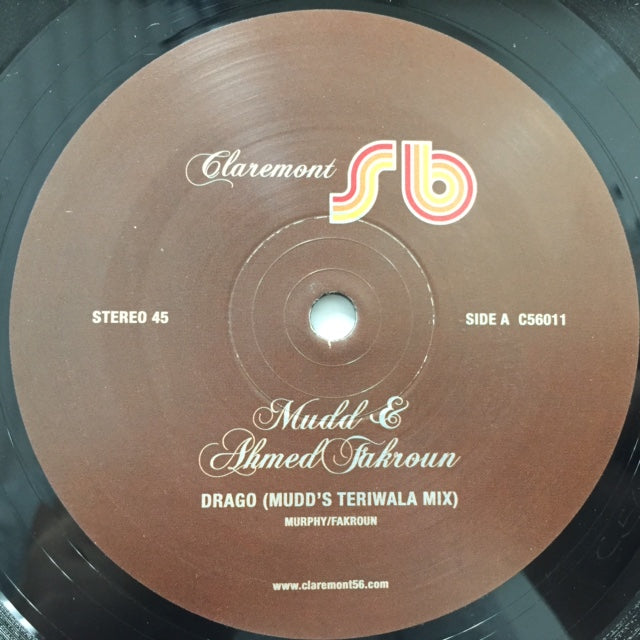 Claremont 56
STEREO 45
SIDE A C56011
Mudd &
Ahmed Fakroun
DRAGO (MUDD'S TERIWALA MIX)
MURPHY/FAKROUN
www.claremont56.com